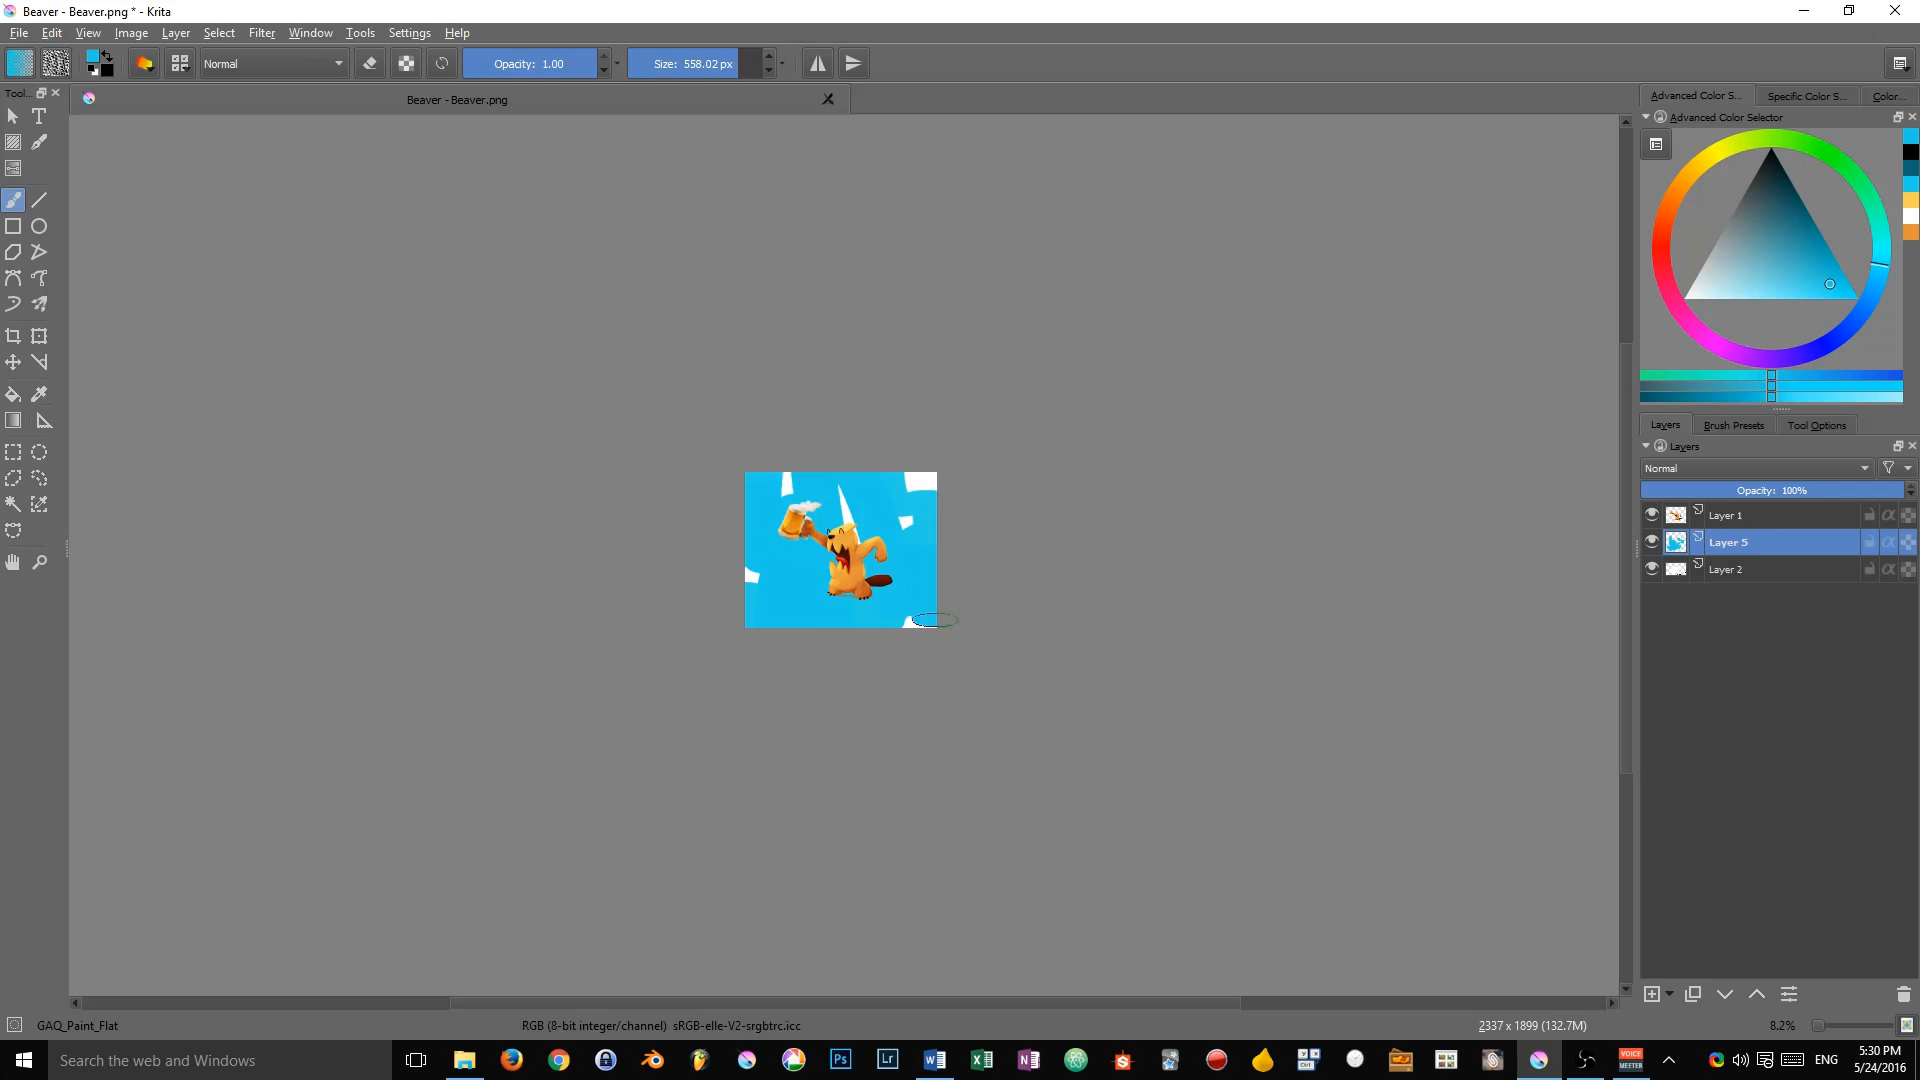 Beaver - Beaver.png * - Krita
File Edit View Image Layer Select Filter Window Tools Settings Help
Normal Opacity: 1.00 Size: 558.02 px
Tool... Beaver - Beaver.png
Advanced Color S... Specific Color S... Color...
Advanced Color Selector
Layers Brush Presets Tool Options
Layers
Normal
Opacity: 100%
Layer 1
Layer 5
Layer 2
GAQ_Paint_Flat RGB (8-bit integer/channel) sRGB-elle-V2-srgbtrc.icc 2337 x 1899 (132.7M) 8.2%
Search the web and Windows Ps Lr ENG
VOICE
MEETER
5:30 PM
5/24/2016